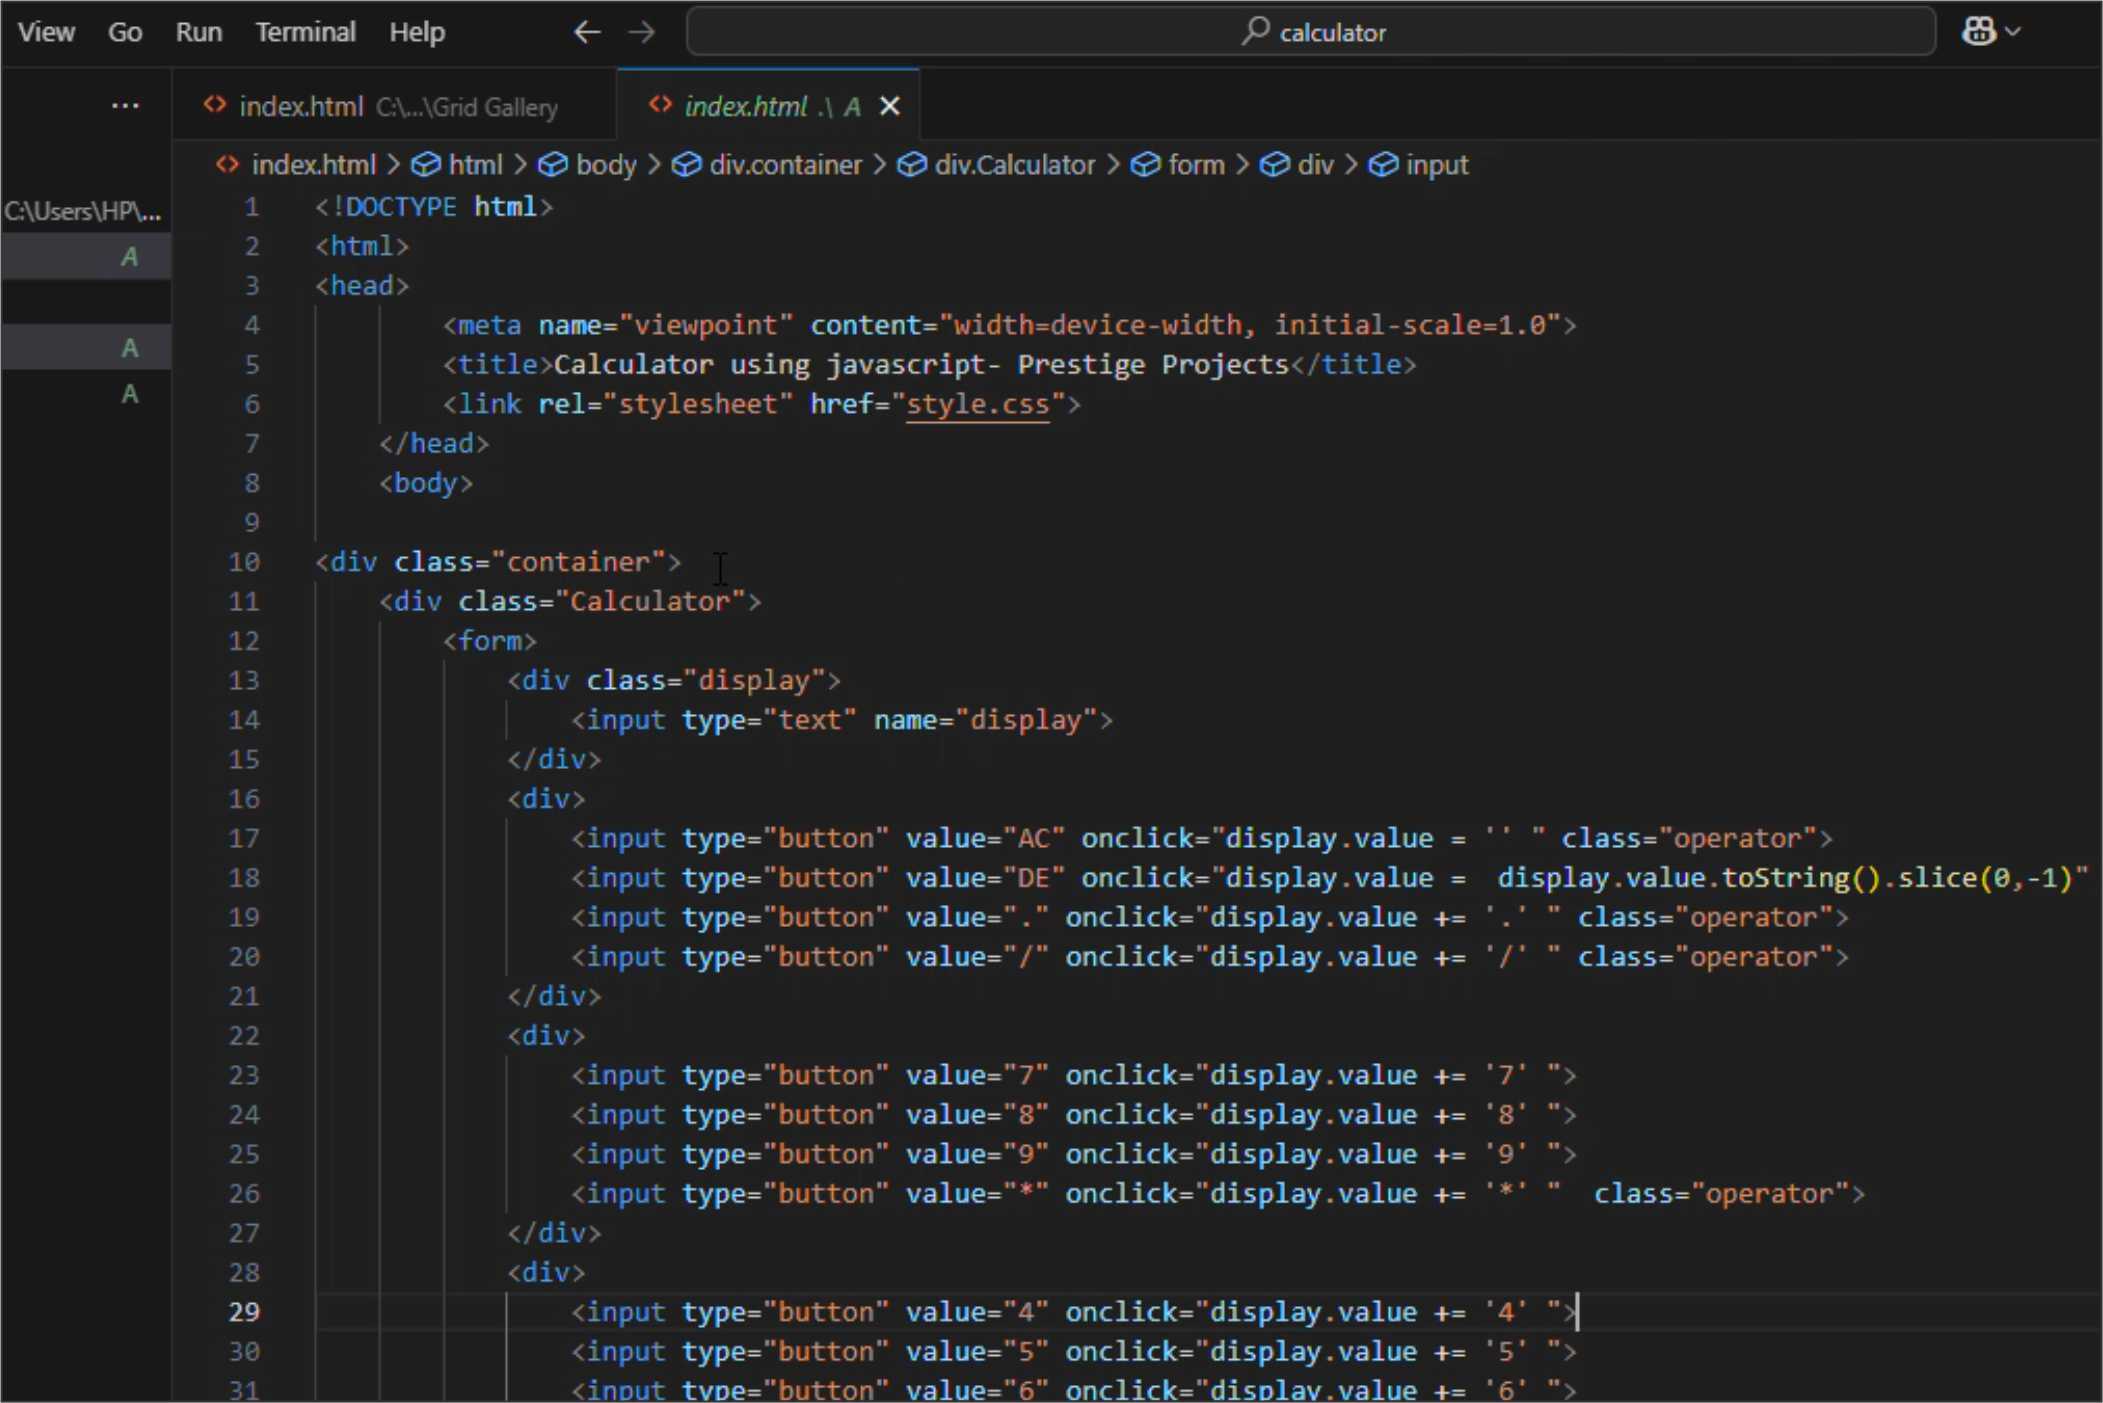 View Go Run Terminal Help ← → calculator
... index.html C:\...\Grid Gallery index.html .\ A ×
index.html > html > body > div.container > div.Calculator > form > div > input
C:\Users\HP\...
A
A
A
1 <!DOCTYPE html>
2 <html>
3 <head>
4 <meta name="viewpoint" content="width=device-width, initial-scale=1.0">
5 <title>Calculator using javascript- Prestige Projects</title>
6 <link rel="stylesheet" href="style.css">
7 </head>
8 <body>
9
10 <div class="container">
11 <div class="Calculator">
12 <form>
13 <div class="display">
14 <input type="text" name="display">
15 </div>
16 <div>
17 <input type="button" value="AC" onclick="display.value = '' " class="operator">
18 <input type="button" value="DE" onclick="display.value =  display.value.toString().slice(0,-1)"
19 <input type="button" value="." onclick="display.value += '.' " class="operator">
20 <input type="button" value="/" onclick="display.value += '/' " class="operator">
21 </div>
22 <div>
23 <input type="button" value="7" onclick="display.value += '7' ">
24 <input type="button" value="8" onclick="display.value += '8' ">
25 <input type="button" value="9" onclick="display.value += '9' ">
26 <input type="button" value="*" onclick="display.value += '*' "  class="operator">
27 </div>
28 <div>
29 <input type="button" value="4" onclick="display.value += '4' ">
30 <input type="button" value="5" onclick="display.value += '5' ">
31 <input type="button" value="6" onclick="display.value += '6' ">